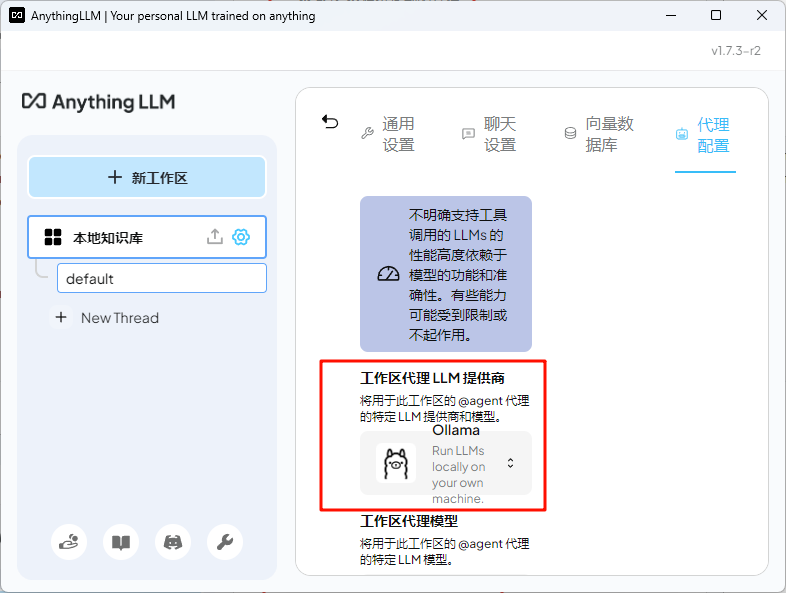 AnythingLLM | Your personal LLM trained on anything
v1.7.3-r2
Anything LLM
新工作区
本地知识库
default
New Thread
通用
设置
聊天
设置
向量数
据库
代理
配置
不明确支持工具
调用的 LLMs 的
性能高度依赖于
模型的功能和准
确性。有些能力
可能受到限制或
不起作用。
工作区代理 LLM 提供商
将用于此工作区的 @agent 代理
的特定 LLM 提供商和模型。
Ollama
Run LLMs
locally on
your own
machine.
工作区代理模型
将用于此工作区的 @agent 代理
的特定 LLM 模型。